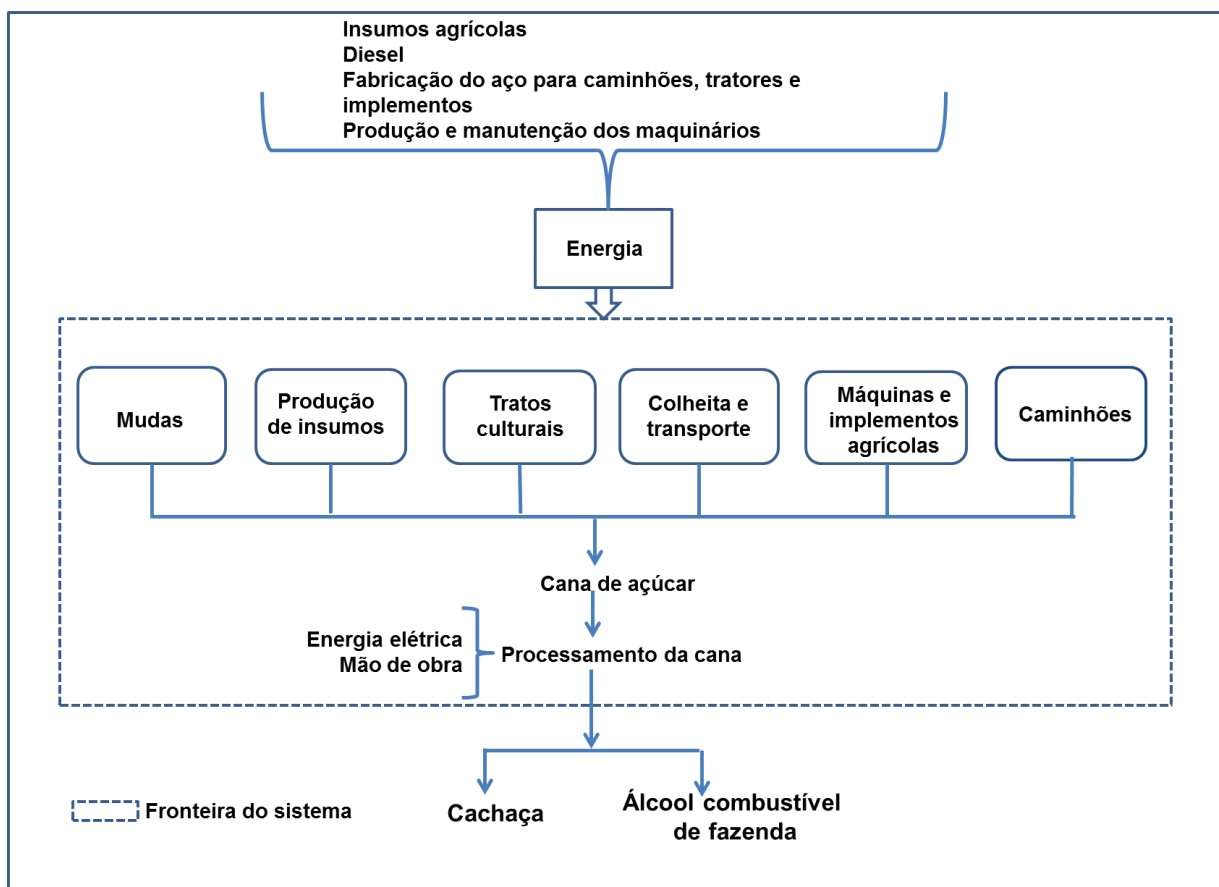 Insumos agrícolas
Diesel
Fabricação do aço para caminhões, tratores e
implementos
Produção e manutenção dos maquinários
Energia
Mudas
Produção
de insumos
Tratos
culturais
Colheita e
transporte
Máquinas e
implementos
agrícolas
Caminhões
Cana de açúcar
Energia elétrica
Mão de obra
Processamento da cana
Fronteira do sistema
Cachaça
Álcool combustível
de fazenda